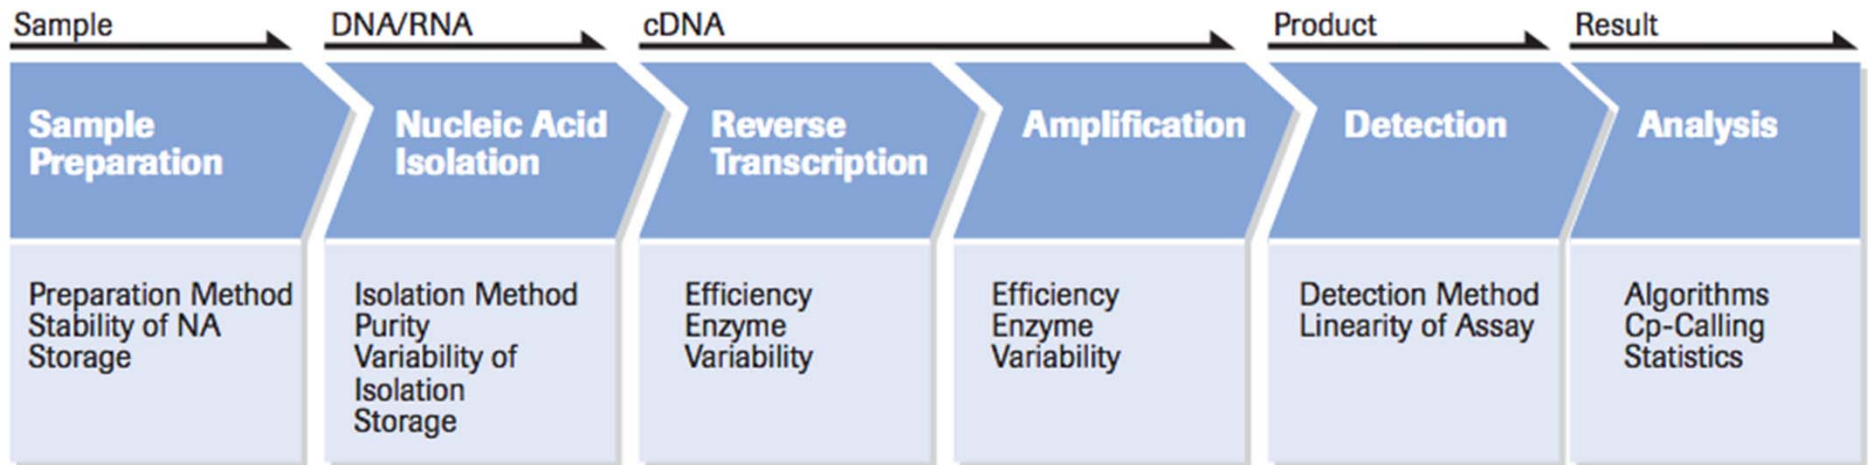 Sample
DNA/RNA
cDNA
Product
Result
Sample
Preparation
Nucleic Acid
Isolation
Reverse
Transcription
Amplification
Detection
Analysis
Preparation Method
Stability of NA
Storage
Isolation Method
Purity
Variability of
Isolation
Storage
Efficiency
Enzyme
Variability
Efficiency
Enzyme
Variability
Detection Method
Linearity of Assay
Algorithms
Cp-Calling
Statistics